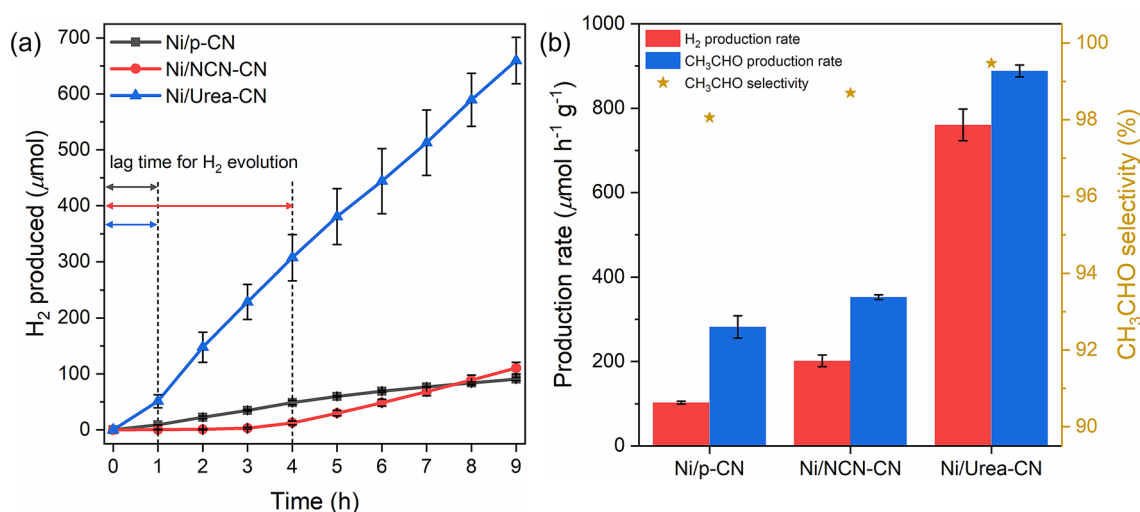 (a)
Ni/p-CN
Ni/NCN-CN
Ni/Urea-CN
lag time for H₂ evolution
H₂ produced (μmol)
700
600
500
400
300
200
100
0
0 1 2 3 4 5 6 7 8 9
Time (h)
(b)
H₂ production rate
CH₃CHO production rate
CH₃CHO selectivity
Production rate (μmol h⁻¹ g⁻¹)
1000
800
600
400
200
0
Ni/p-CN Ni/NCN-CN Ni/Urea-CN
100
98
96
94
92
90
CH₃CHO selectivity (%)